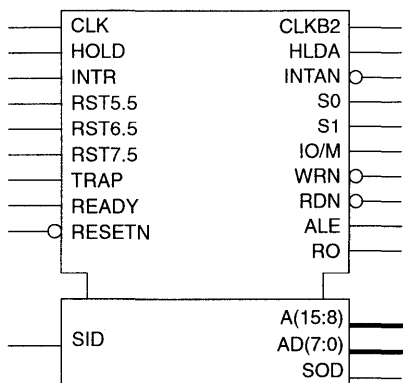 CLK CLKB2
HOLD HLDA
INTR INTAN
RST5.5 S0
RST6.5 S1
RST7.5 IO/M
TRAP WRN
READY RDN
RESETN ALE
RO
A(15:8)
SID AD(7:0)
SOD